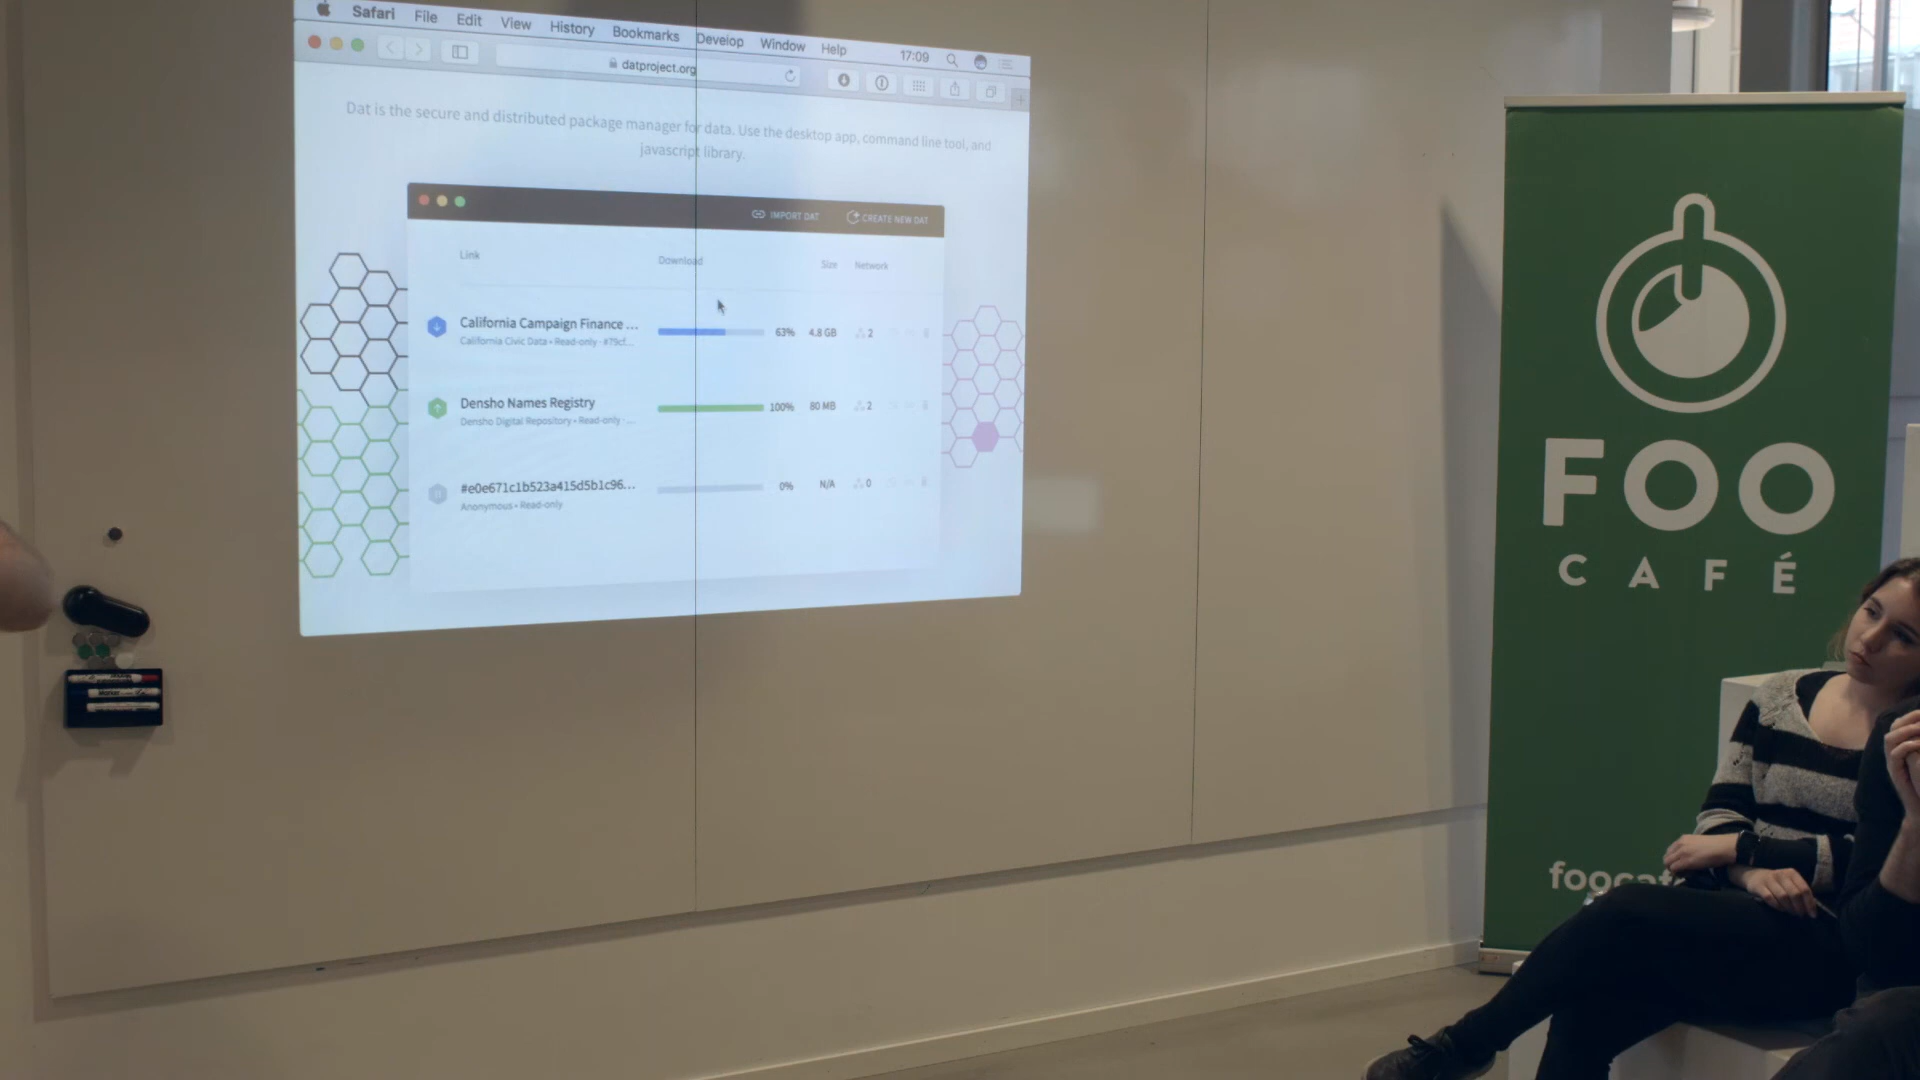 Safari File Edit View History Bookmarks Develop Window Help 17:09
datproject.org
Dat is the secure and distributed package manager for data. Use the desktop app, command line tool, and
javascript library.
IMPORT DAT CREATE NEW DAT
Link Download Size Network
California Campaign Finance ... 63% 4.8 GB 2
California Civic Data • Read-only · #79cf...
Densho Names Registry 100% 80 MB 2
Densho Digital Repository • Read-only · ...
#e0e671c1b523a415d5b1c96... 0% N/A 0
Anonymous • Read-only
FOO
CAFÉ
foocaf
Marker